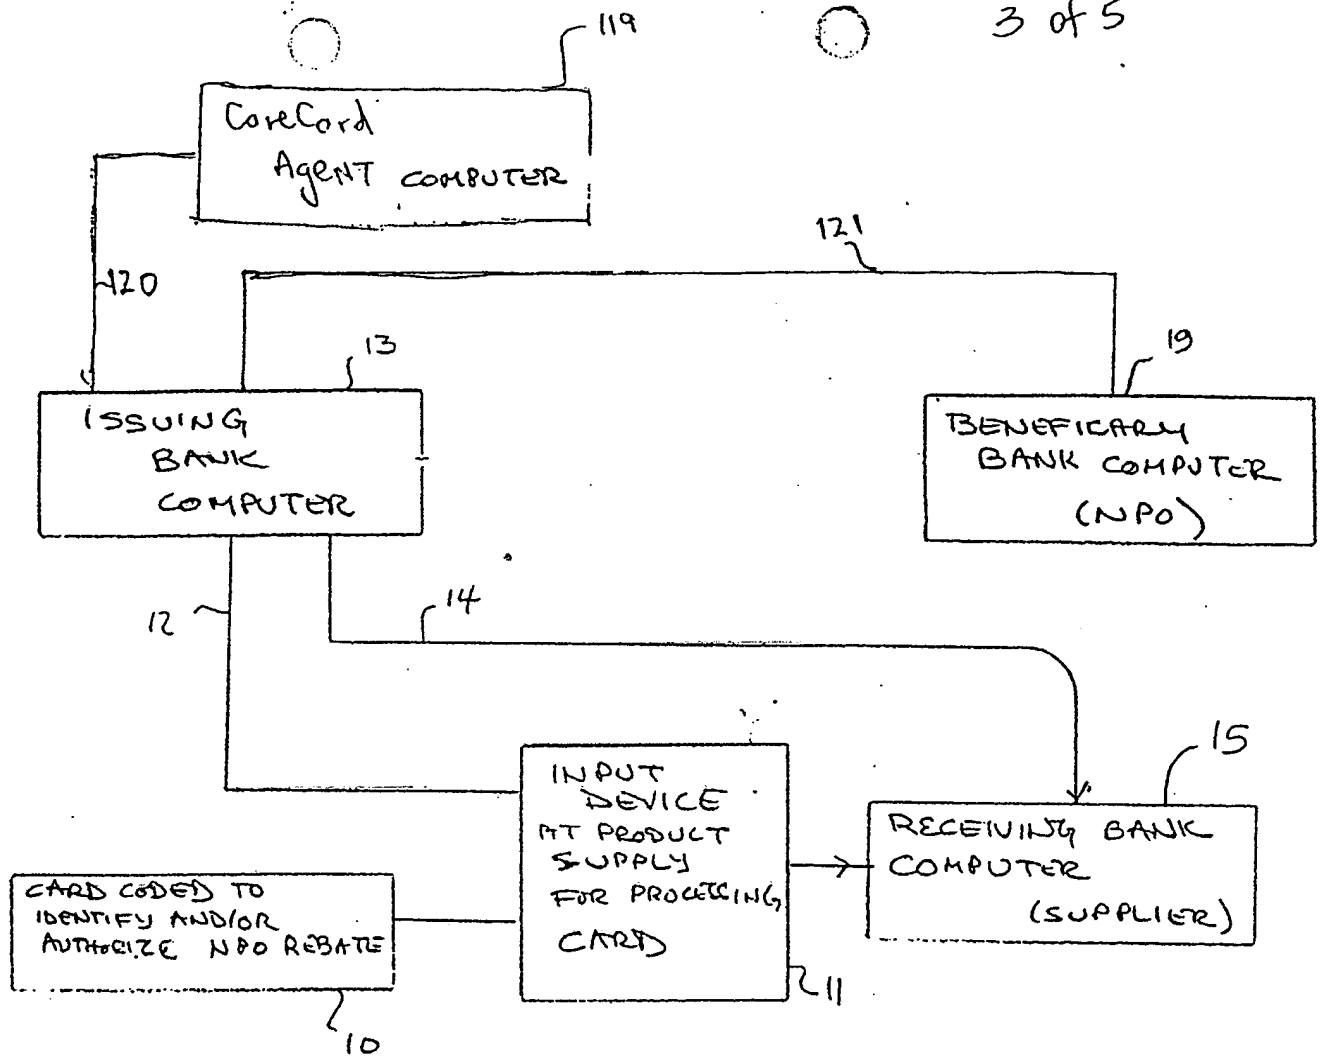 3 of 5
119
CareCard
Agent COMPUTER
120
121
13
19
ISSUING
BANK
COMPUTER
BENEFICARY
BANK COMPUTER
(NPO)
12
14
15
INPUT
DEVICE
AT PRODUCT
SUPPLY
FOR PROCESSING
CARD
RECEIVING BANK
COMPUTER
(SUPPLIER)
CARD CODED TO
IDENTIFY AND/OR
AUTHORIZE NPO REBATE
11
10